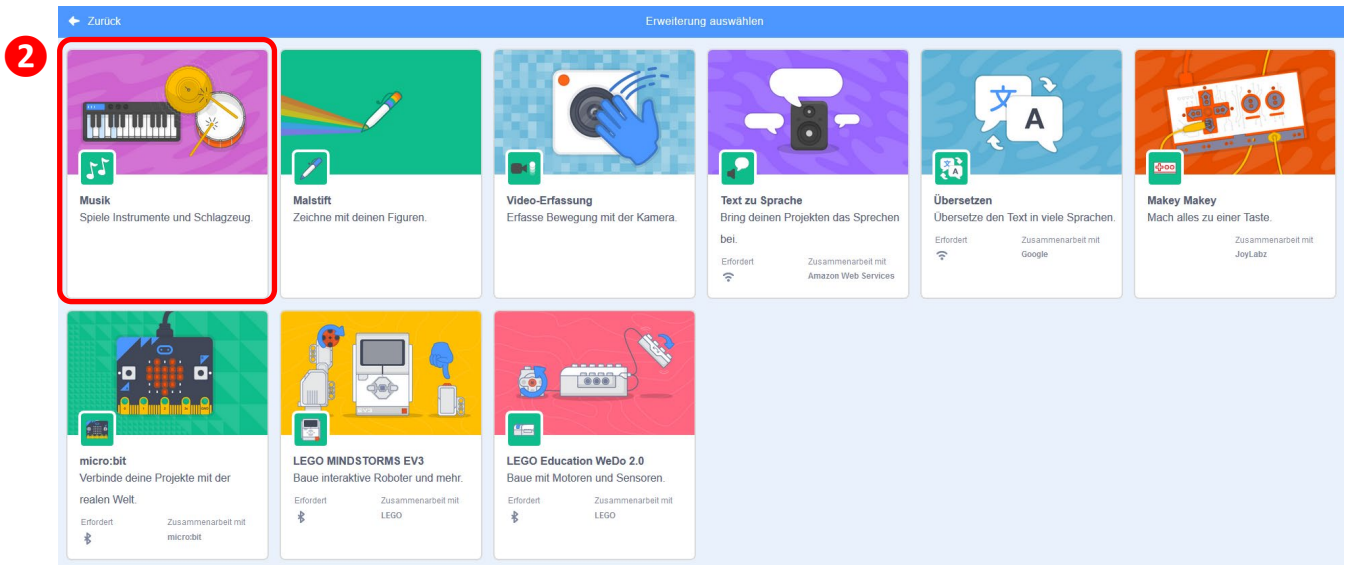 Zurück
Erweiterung auswählen
2
Musik
Spiele Instrumente und Schlagzeug.
Malstift
Zeichne mit deinen Figuren.
Video-Erfassung
Erfasse Bewegung mit der Kamera.
Text zu Sprache
Bring deinen Projekten das Sprechen
bei.
Erfordert
Zusammenarbeit mit
Amazon Web Services
文
A
文
A
Übersetzen
Übersetze den Text in viele Sprachen.
Erfordert
Zusammenarbeit mit
Google
Makey Makey
Mach alles zu einer Taste.
Zusammenarbeit mit
JoyLabz
micro:bit
Verbinde deine Projekte mit der
realen Welt.
Erfordert
Zusammenarbeit mit
micro:bit
LEGO MINDSTORMS EV3
Baue interaktive Roboter und mehr.
Erfordert
Zusammenarbeit mit
LEGO
LEGO Education WeDo 2.0
Baue mit Motoren und Sensoren.
Erfordert
Zusammenarbeit mit
LEGO